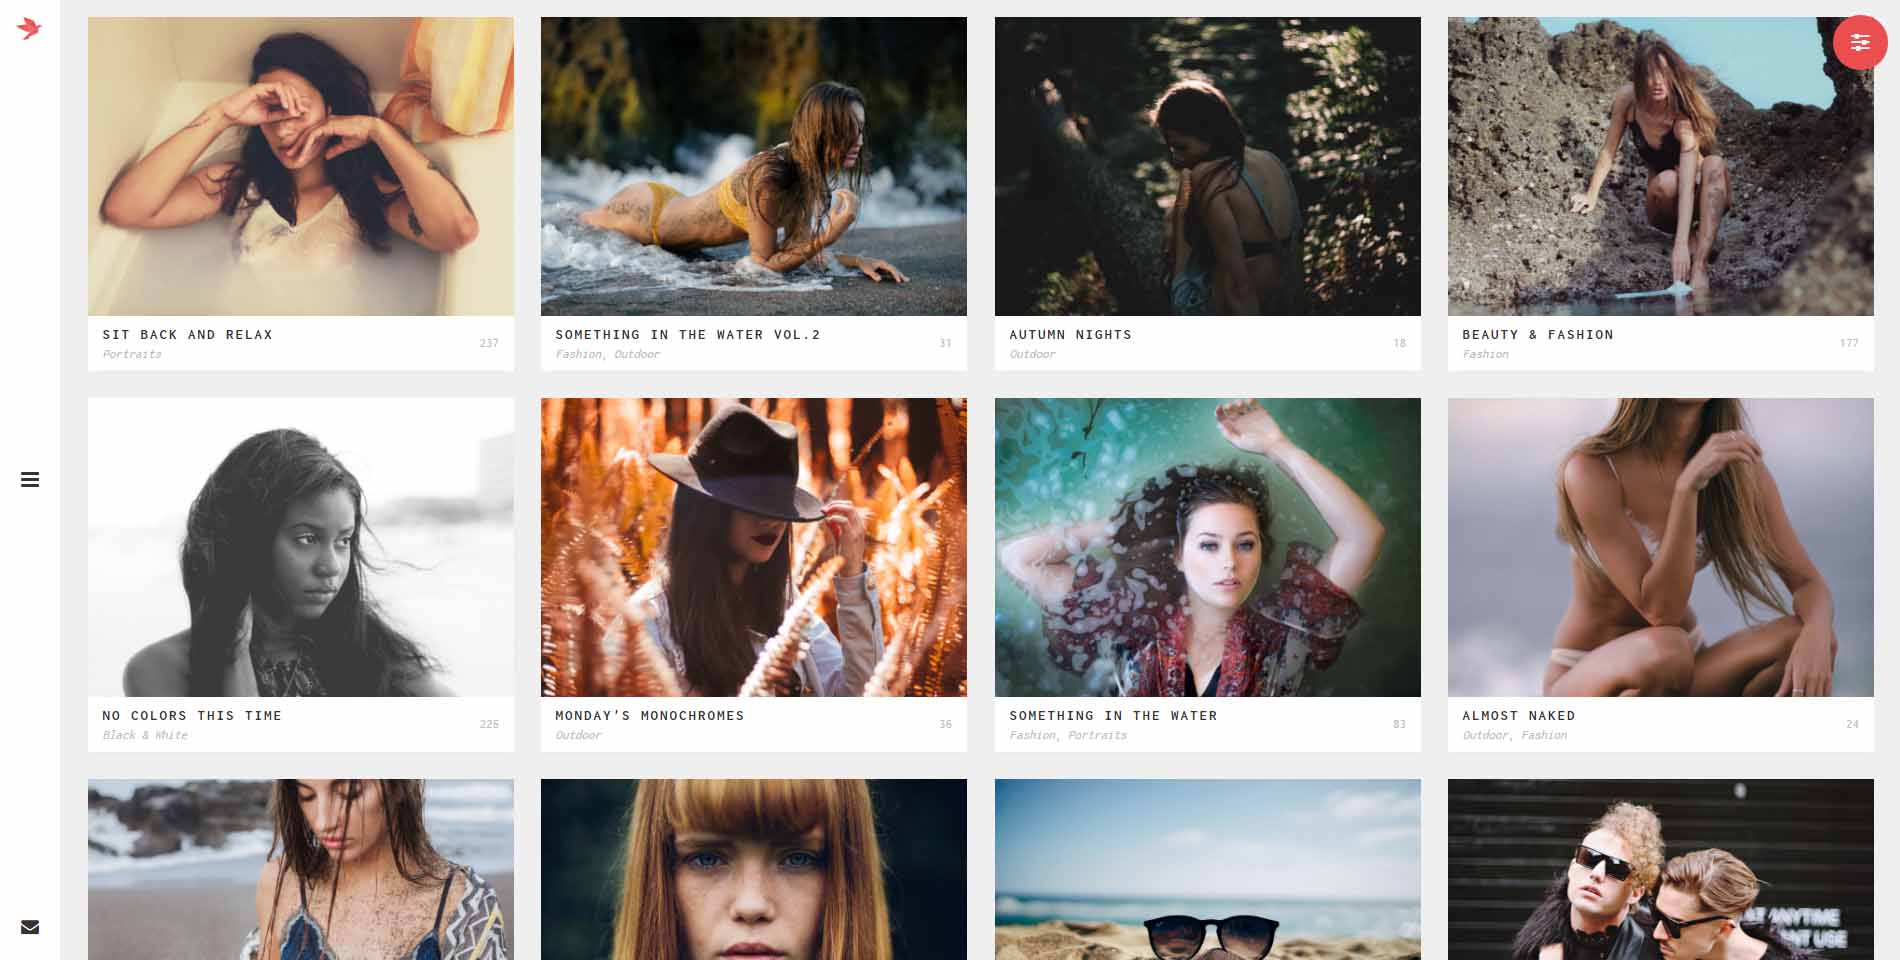 SIT BACK AND RELAX
Portraits
237
SOMETHING IN THE WATER VOL.2
Fashion, Outdoor
31
AUTUMN NIGHTS
Outdoor
18
BEAUTY & FASHION
Fashion
177
NO COLORS THIS TIME
Black & White
225
MONDAY'S MONOCHROMES
Outdoor
36
SOMETHING IN THE WATER
Fashion, Portraits
83
ALMOST NAKED
Outdoor, Fashion
24
ANYTIME
USE